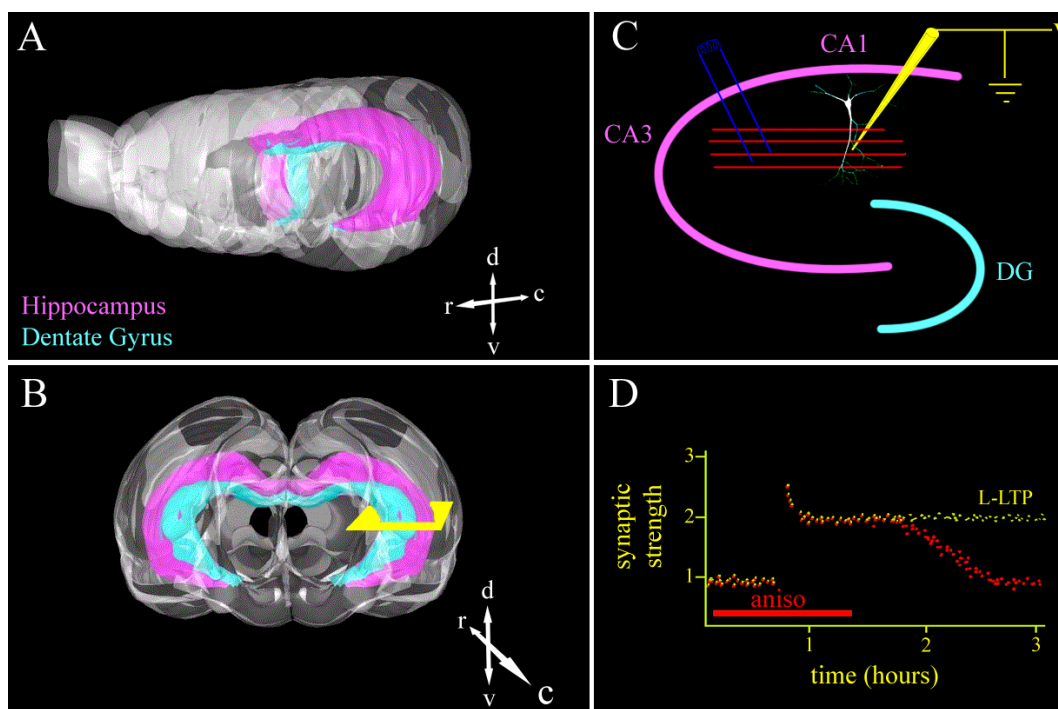 A
Hippocampus
Dentate Gyrus
d
r
c
v
B
d
r
v
c
C
CA1
CA3
DG
D
synaptic
strength
3
2
1
L-LTP
aniso
1
2
3
time (hours)